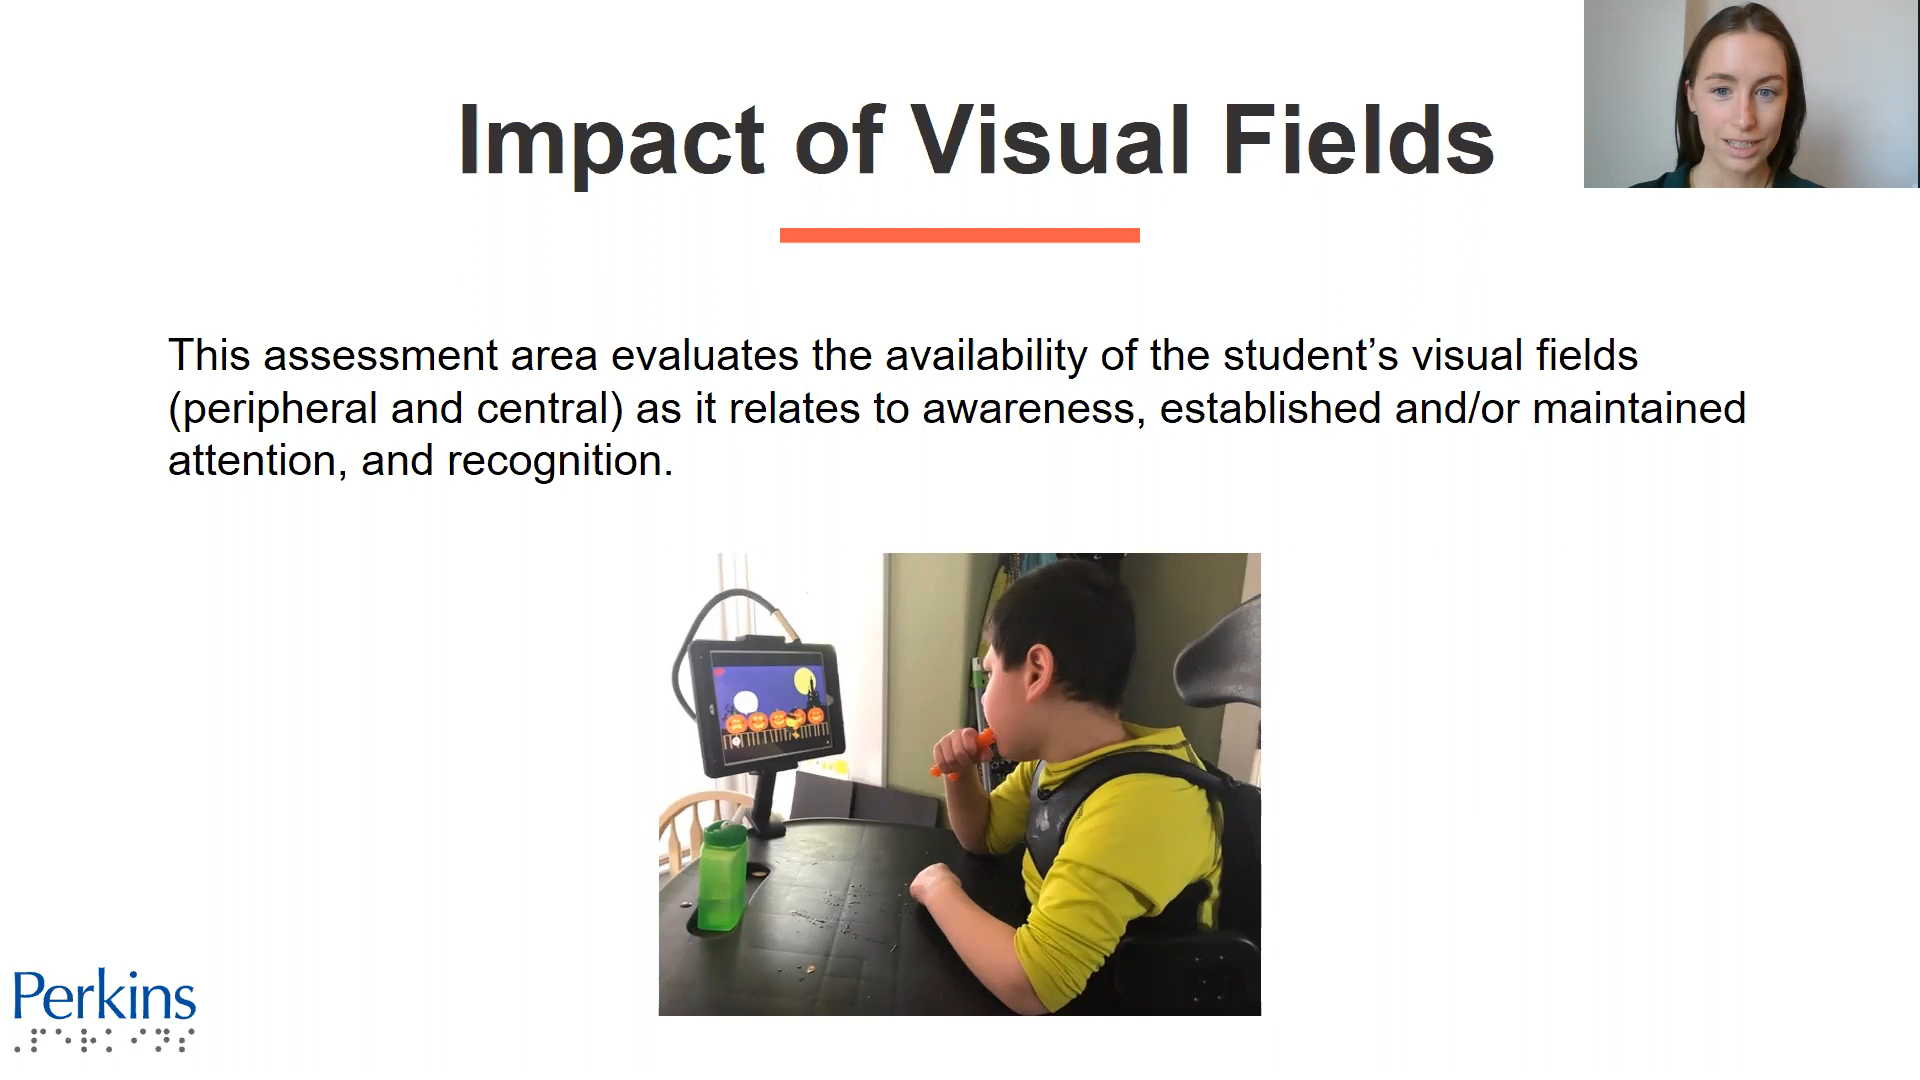 Impact of Visual Fields
This assessment area evaluates the availability of the student’s visual fields
(peripheral and central) as it relates to awareness, established and/or maintained
attention, and recognition.
Perkins
⠠⠏⠑⠗⠅⠊⠝⠎